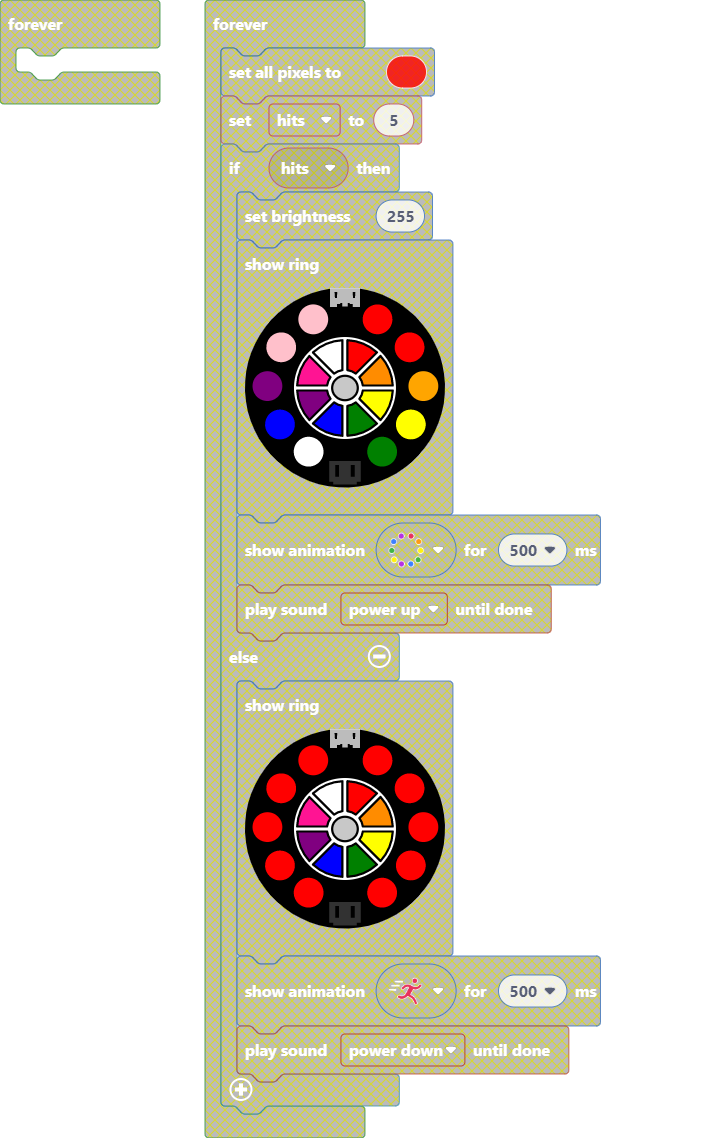 forever
forever
set all pixels to
set hits to 5
if hits then
set brightness 255
show ring
show animation for 500 ms
play sound power up until done
else
show ring
show animation for 500 ms
play sound power down until done